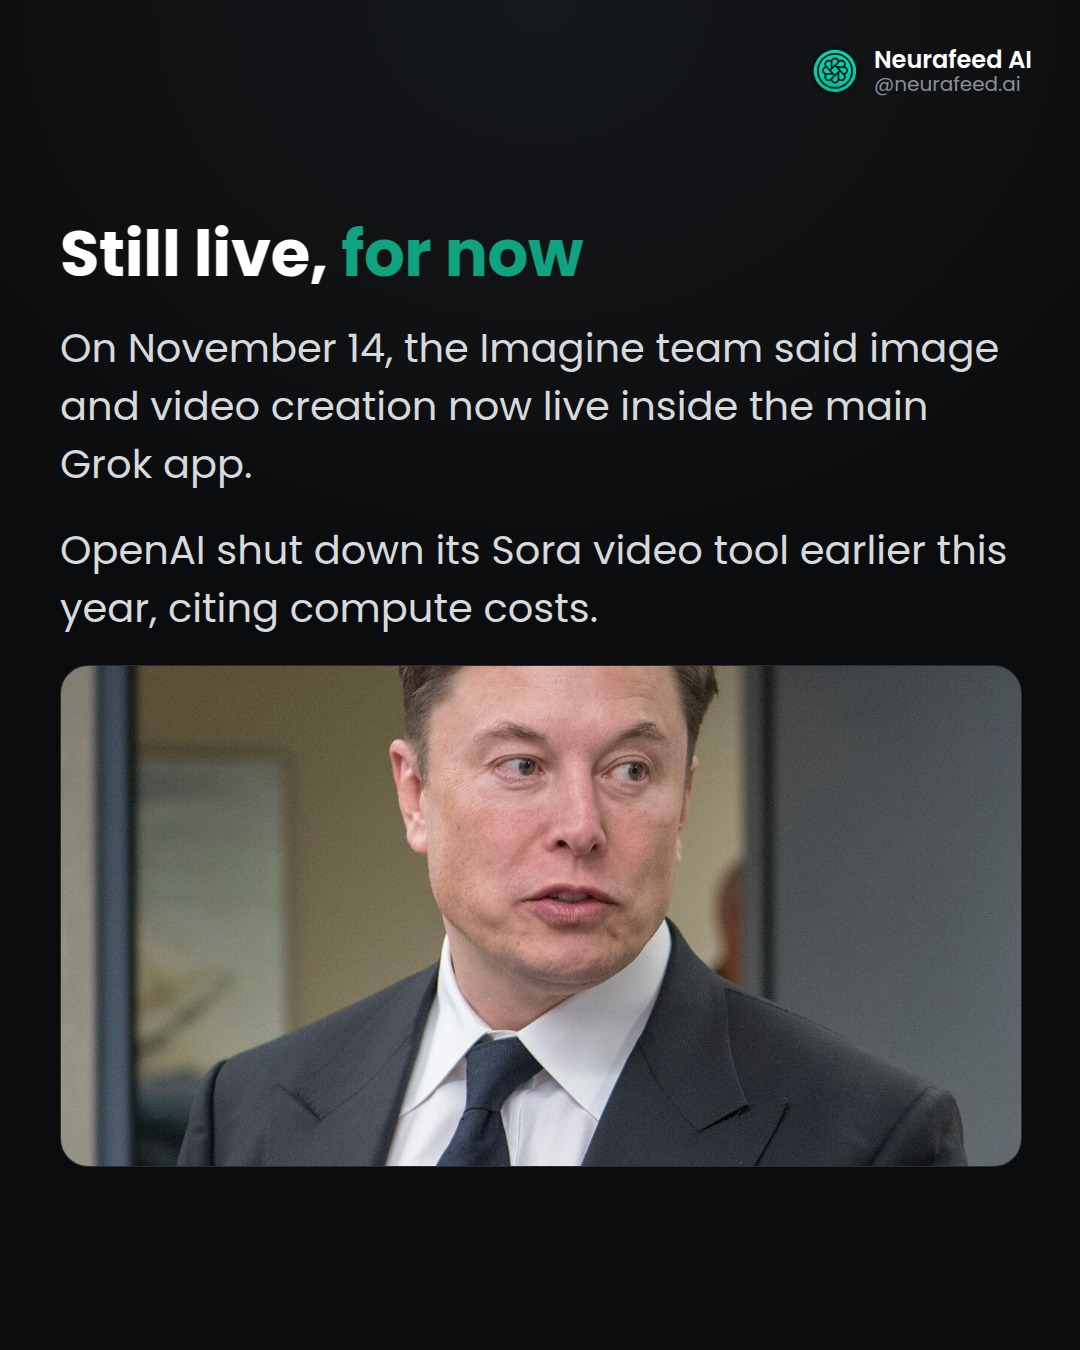 Neurafeed AI
@neurafeed.ai
Still live, for now
On November 14, the Imagine team said image
and video creation now live inside the main
Grok app.
OpenAI shut down its Sora video tool earlier this
year, citing compute costs.